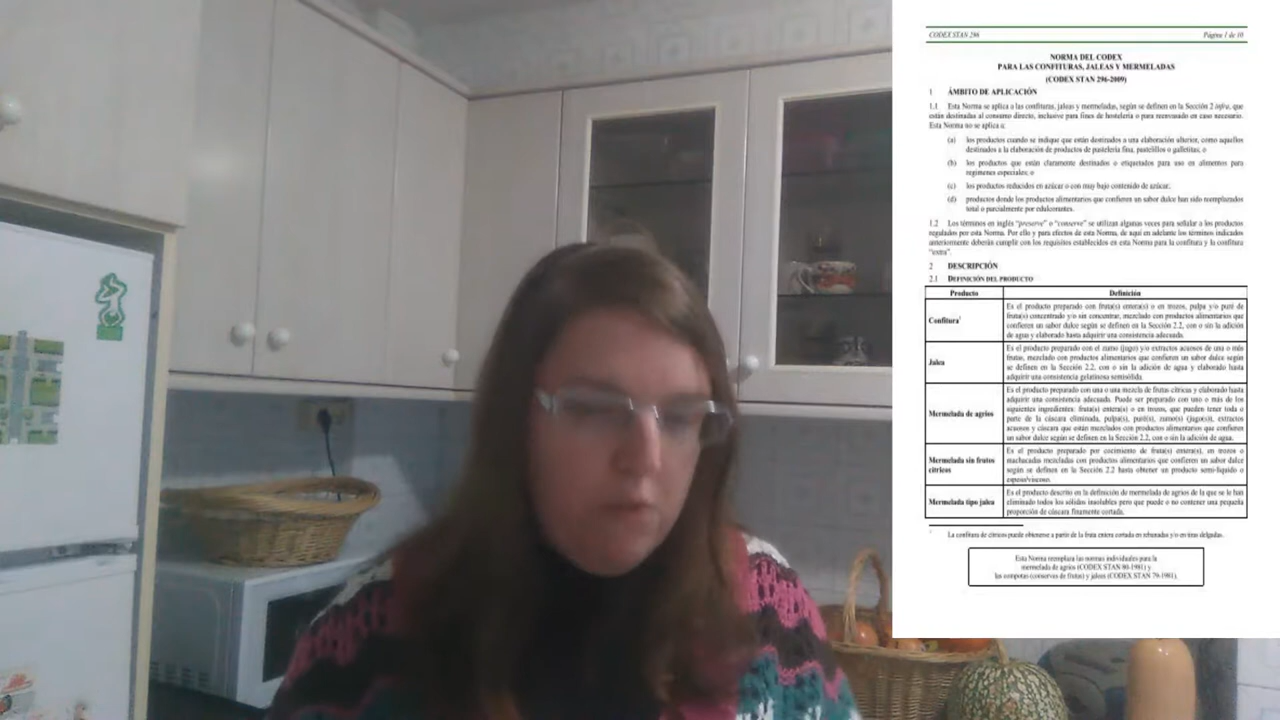 CODEX STAN 296 Página 1 de 10
NORMA DEL CODEX
PARA LAS CONFITURAS, JALEAS Y MERMELADAS
(CODEX STAN 296-2009)
1 ÁMBITO DE APLICACIÓN
1.1 Esta Norma se aplica a las confituras, jaleas y mermeladas, según se definen en la Sección 2 infra, que
están destinadas al consumo directo, inclusive para fines de hostelería o para reenvasado en caso necesario.
Esta Norma no se aplica a:
(a) los productos cuando se indique que están destinados a una elaboración ulterior, como aquellos
destinados a la elaboración de productos de pastelería fina, pastelillos o galletitas; o
(b) los productos que están claramente destinados o etiquetados para uso en alimentos para
regímenes especiales; o
(c) los productos reducidos en azúcar o con muy bajo contenido de azúcar;
(d) productos donde los productos alimentarios que confieren un sabor dulce han sido reemplazados
total o parcialmente por edulcorantes.
1.2 Los términos en inglés "preserve" o "conserve" se utilizan algunas veces para señalar a los productos
regulados por esta Norma. Por ello y para efectos de esta Norma, de aquí en adelante los términos indicados
anteriormente deberán cumplir con los requisitos establecidos en esta Norma para la confitura y la confitura
"extra".
2 DESCRIPCIÓN
2.1 DEFINICIÓN DEL PRODUCTO
Producto Definición
Confitura¹
Es el producto preparado con fruta(s) entera(s) o en trozos, pulpa y/o puré de
fruta(s) concentrado y/o sin concentrar, mezclado con productos alimentarios que
confieren un sabor dulce según se definen en la Sección 2.2, con o sin la adición
de agua y elaborado hasta adquirir una consistencia adecuada.
Jalea
Es el producto preparado con el zumo (jugo) y/o extractos acuosos de una o más
frutas, mezclado con productos alimentarios que confieren un sabor dulce según
se definen en la Sección 2.2, con o sin la adición de agua y elaborado hasta
adquirir una consistencia gelatinosa semisólida.
Mermelada de agrios
Es el producto preparado con una o una mezcla de frutas cítricas y elaborado hasta
adquirir una consistencia adecuada. Puede ser preparado con uno o más de los
siguientes ingredientes: fruta(s) entera(s) o en trozos, que pueden tener toda o
parte de la cáscara eliminada, pulpa(s), puré(s), zumo(s) (jugo(s)), extractos
acuosos y cáscara que están mezclados con productos alimentarios que confieren
un sabor dulce según se definen en la Sección 2.2, con o sin la adición de agua.
Mermelada sin frutos
cítricos
Es el producto preparado por cocimiento de fruta(s) entera(s), en trozos o
machacadas mezcladas con productos alimentarios que confieren un sabor dulce
según se definen en la Sección 2.2 hasta obtener un producto semi-líquido o
espeso/viscoso.
Mermelada tipo jalea
Es el producto descrito en la definición de mermelada de agrios de la que se le han
eliminado todos los sólidos insolubles pero que puede o no contener una pequeña
proporción de cáscara finamente cortada.
¹ La confitura de cítricos puede obtenerse a partir de la fruta entera cortada en rebanadas y/o en tiras delgadas.
Esta Norma reemplaza las normas individuales para la
mermelada de agrios (CODEX STAN 80-1981) y
las compotas (conservas de frutas) y jaleas (CODEX STAN 79-1981).